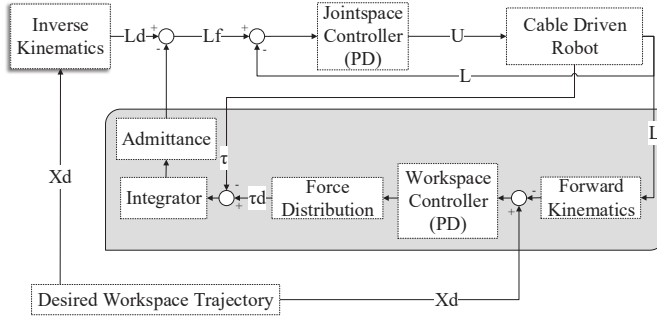 Inverse
Kinematics
Ld
+
-
Lf
+
-
Jointspace
Controller
(PD)
U
Cable Driven
Robot
L
L
Admittance
τ
Xd
Integrator
-
+
τd
Force
Distribution
Workspace
Controller
(PD)
-
+
Forward
Kinematics
Desired Workspace Trajectory
Xd